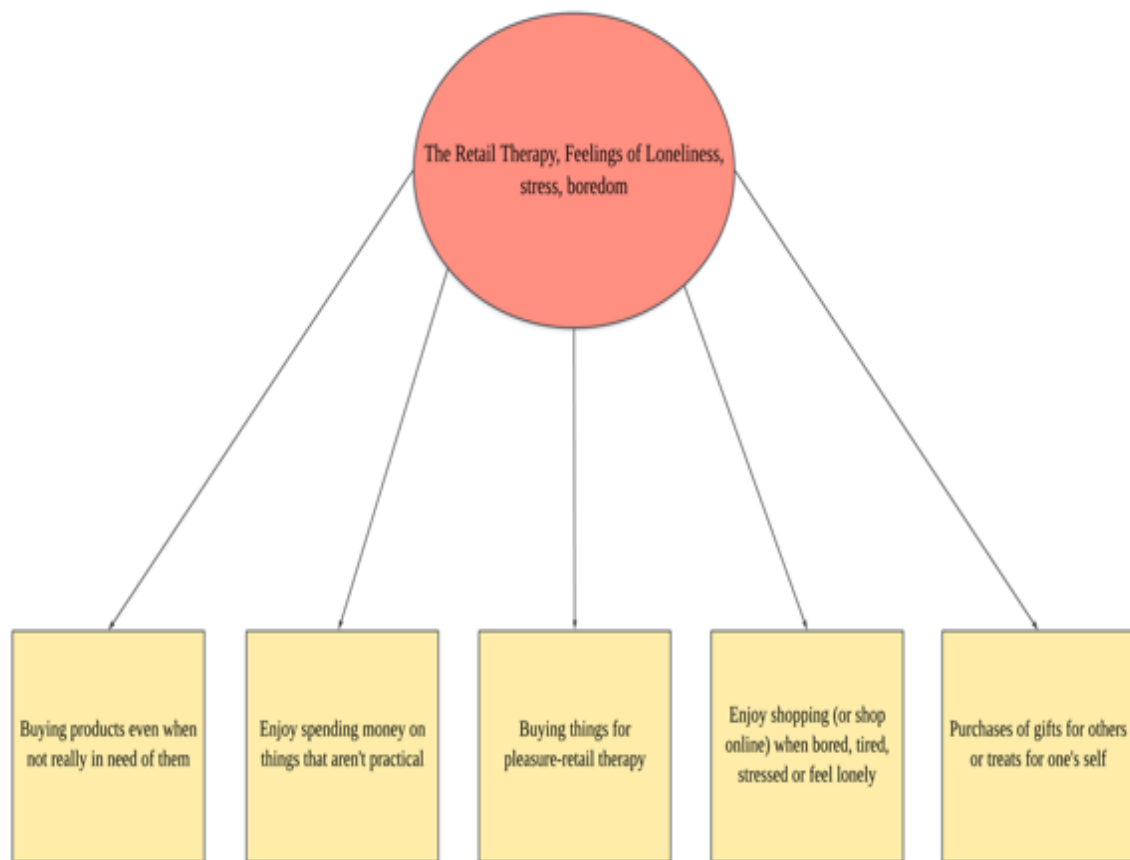 The Retail Therapy, Feelings of Loneliness,
stress, boredom
Buying products even when
not really in need of them
Enjoy spending money on
things that aren't practical
Buying things for
pleasure-retail therapy
Enjoy shopping (or shop
online) when bored, tired,
stressed or feel lonely
Purchases of gifts for others
or treats for one's self